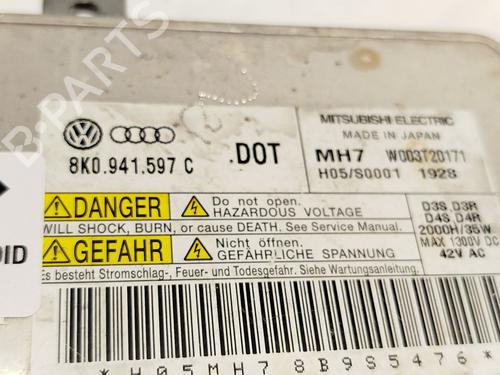 B-PARTS
MITSUBISHI ELECTRIC
MADE IN JAPAN
8K0.941.597 C .DOT
MH7 W003T20171
H05/S0001 1928
DANGER
Do not open.
HAZARDOUS VOLTAGE
WILL SHOCK, BURN, or cause DEATH. See Service Manual.
GEFAHR
Nicht öffnen.
GEFÄHRLICHE SPANNUNG
Es besteht Stromschlag-, Feuer- und Todesgefahr. Siehe Wartungsanleitung.
D3S, D3R
D4S, D4R
2000H/35W
MAX 1300V DC
42V AC
*H05MH78B9S5476*